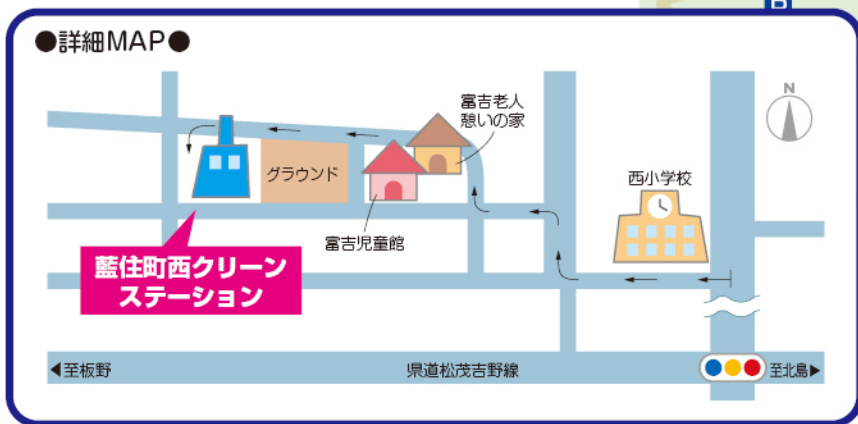 P
●詳細MAP●
N
富吉老人
憩いの家
西小学校
グラウンド
富吉児童館
藍住町西クリーン
ステーション
◀至板野
県道松茂吉野線
至北島▶